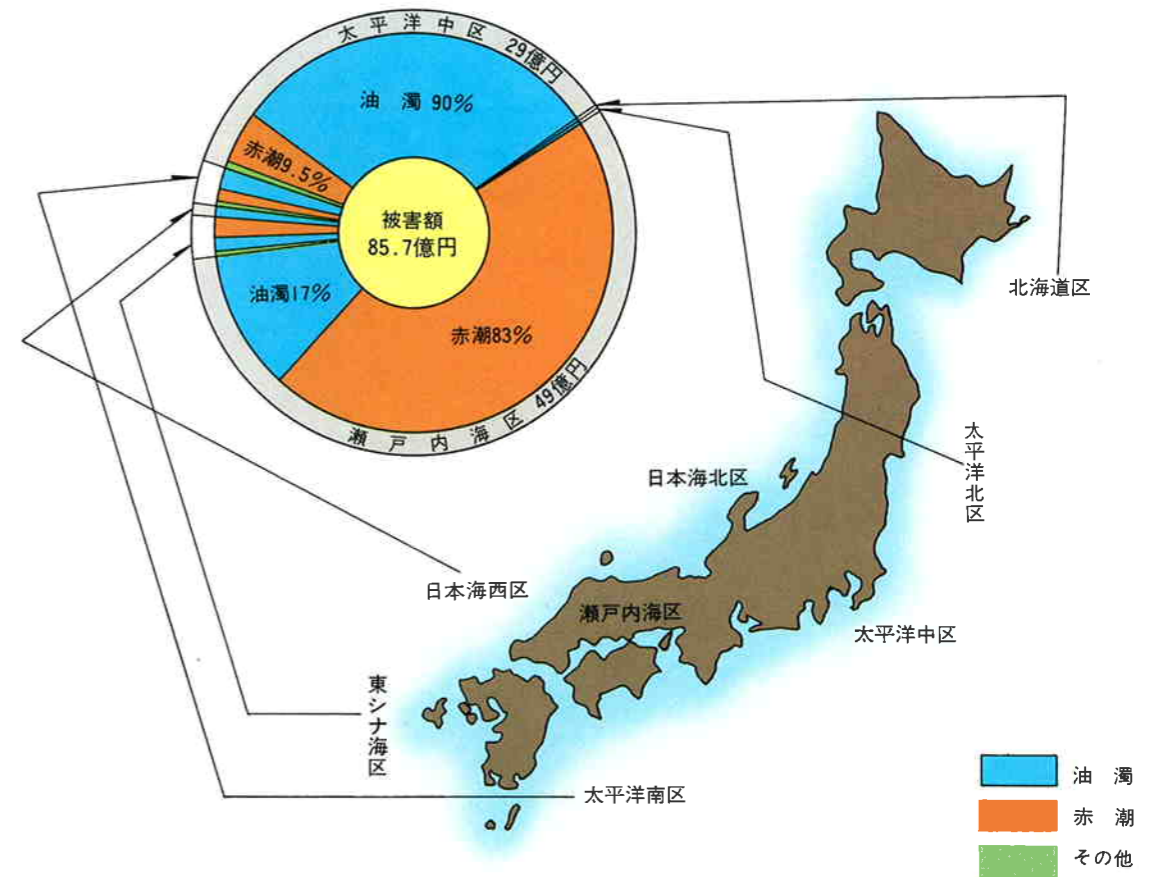 太平洋中区 29億円
油濁 90%
赤潮9.5%
被害額
85.7億円
油濁17%
赤潮83%
瀬戸内海区 49億円
北海道区
太平洋北区
日本海北区
日本海西区
瀬戸内海区
太平洋中区
東シナ海区
太平洋南区
油濁
赤潮
その他